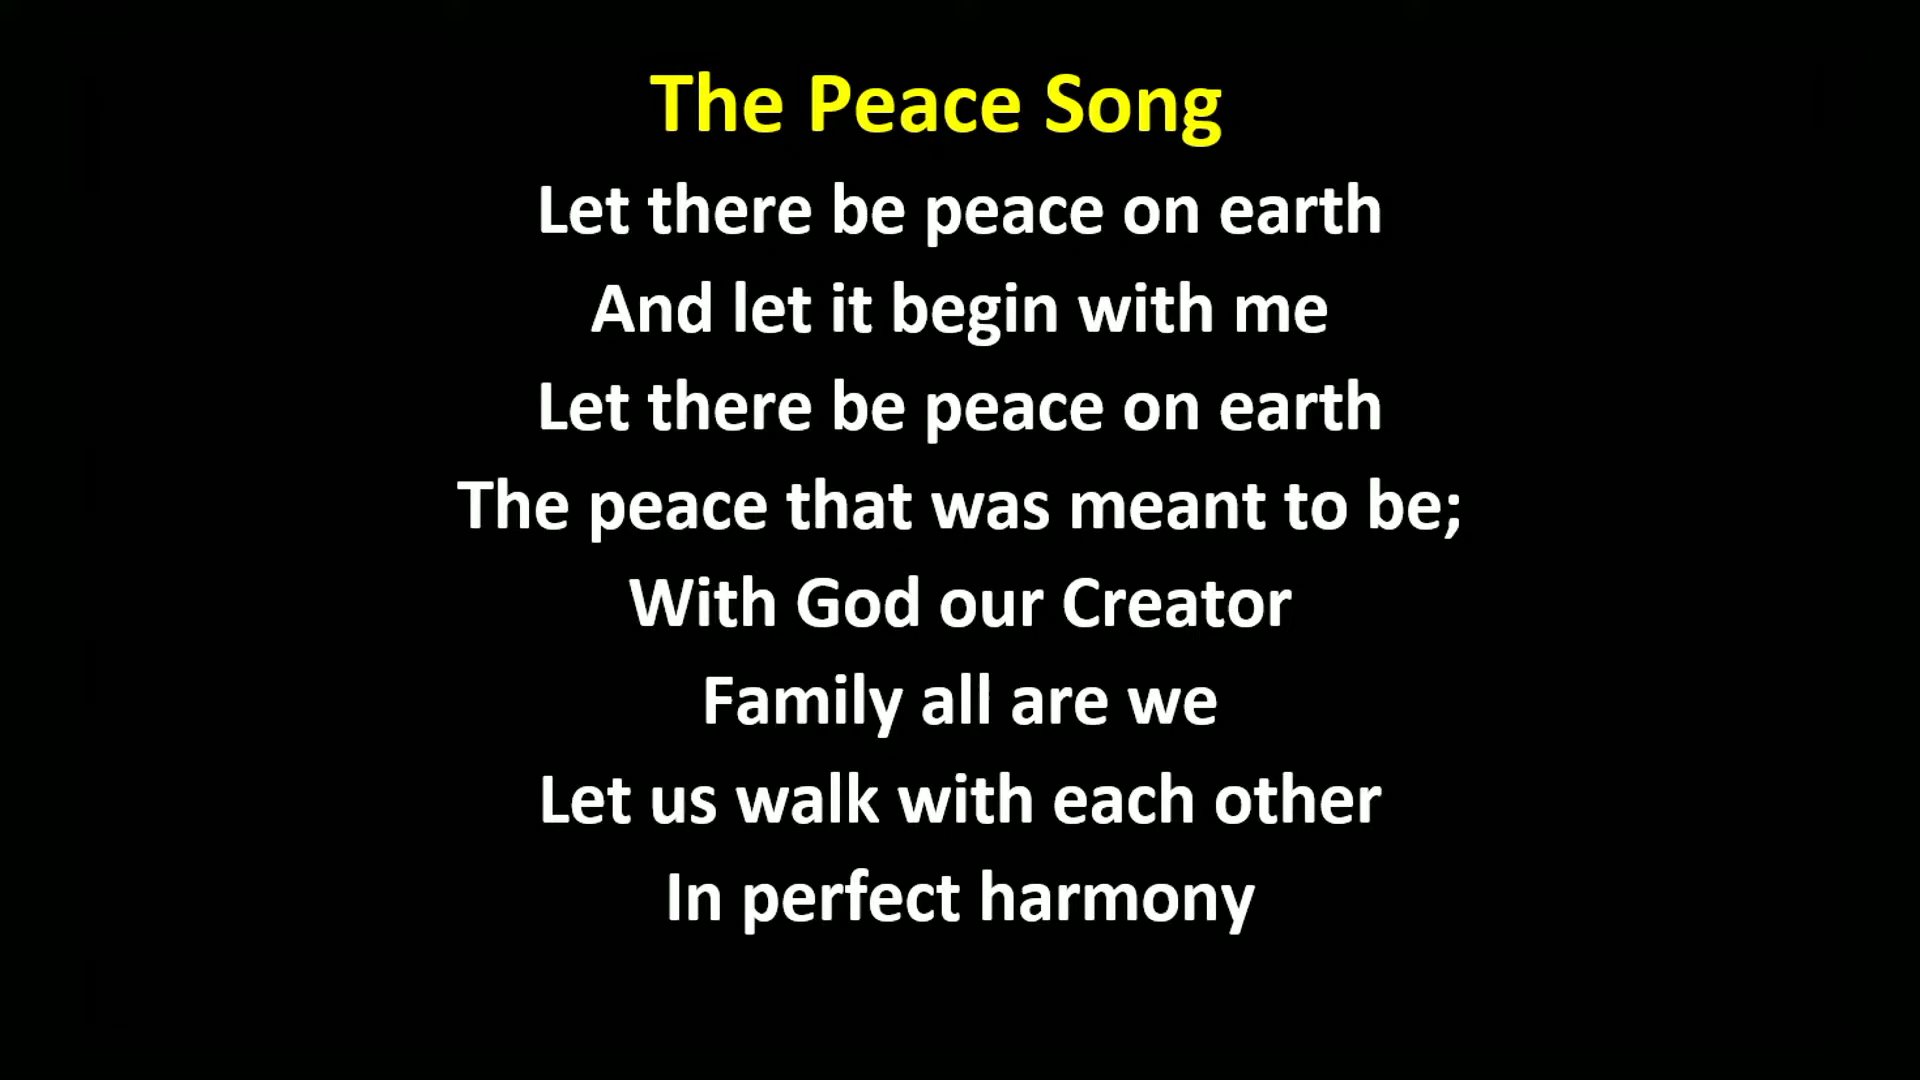 The Peace Song
Let there be peace on earth
And let it begin with me
Let there be peace on earth
The peace that was meant to be;
With God our Creator
Family all are we
Let us walk with each other
In perfect harmony